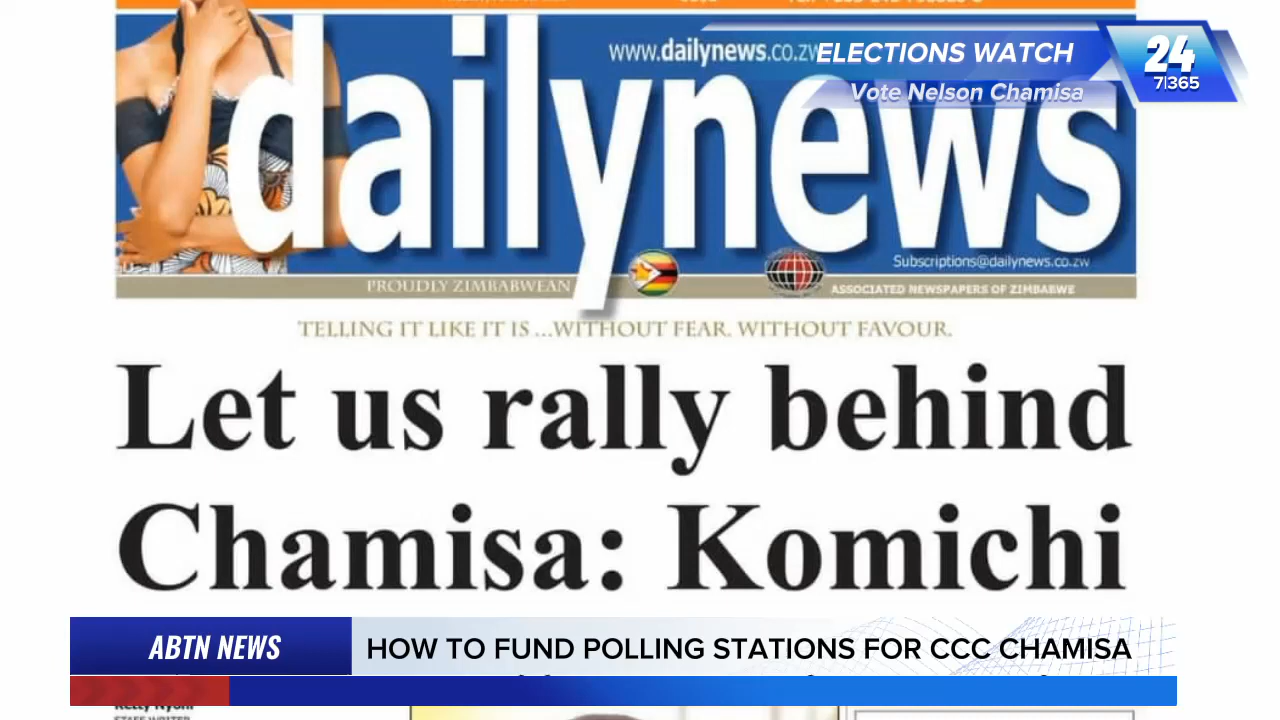 www.dailynews.co.zw
ELECTIONS WATCH
24
7|365
Vote Nelson Chamisa
dailynews
Subscriptions@dailynews.co.zw
PROUDLY ZIMBABWEAN
ASSOCIATED NEWSPAPERS OF ZIMBABWE
TELLING IT LIKE IT IS ...WITHOUT FEAR. WITHOUT FAVOUR.
Let us rally behind
Chamisa: Komichi
ABTN NEWS
HOW TO FUND POLLING STATIONS FOR CCC CHAMISA
STAFF WRITER